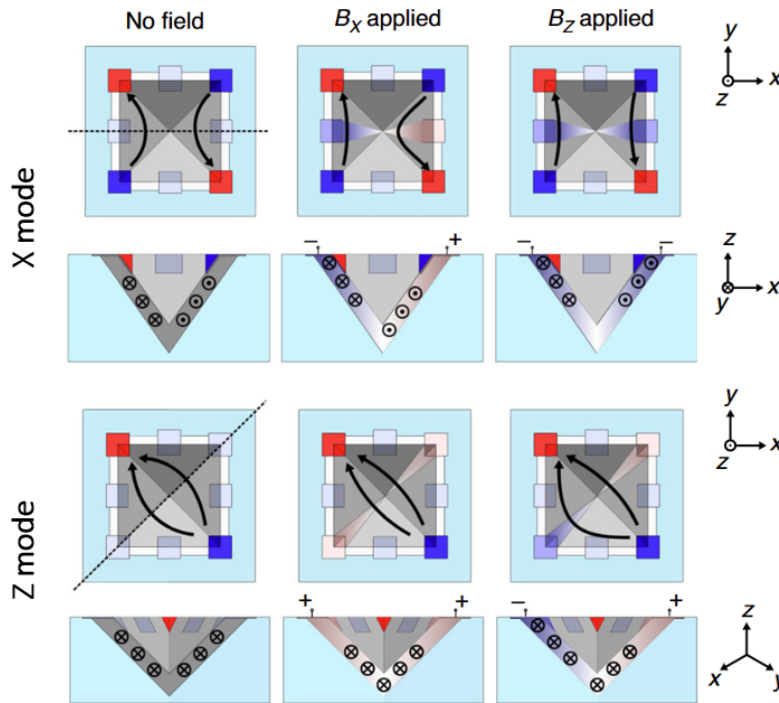 No field
B_X applied
B_Z applied
y
x
z
X mode
– +
– –
z
x
y
y
x
z
Z mode
+ +
– +
z
x y